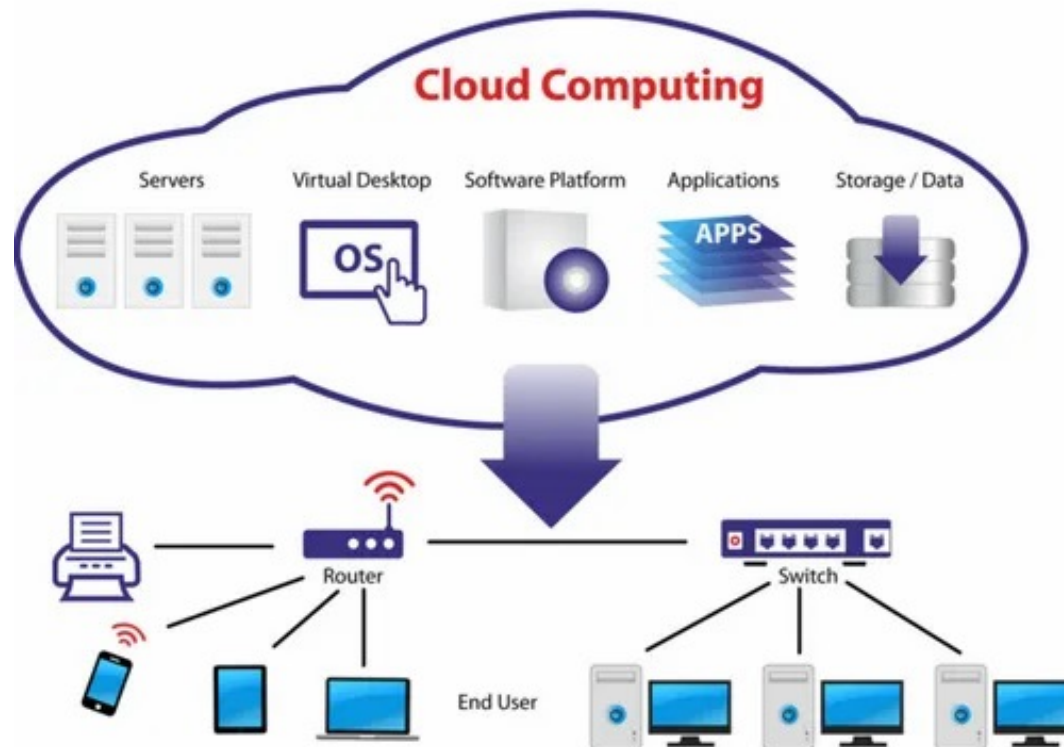 Cloud Computing
Servers
Virtual Desktop
Software Platform
Applications
Storage / Data
OS
APPS
Router
Switch
End User